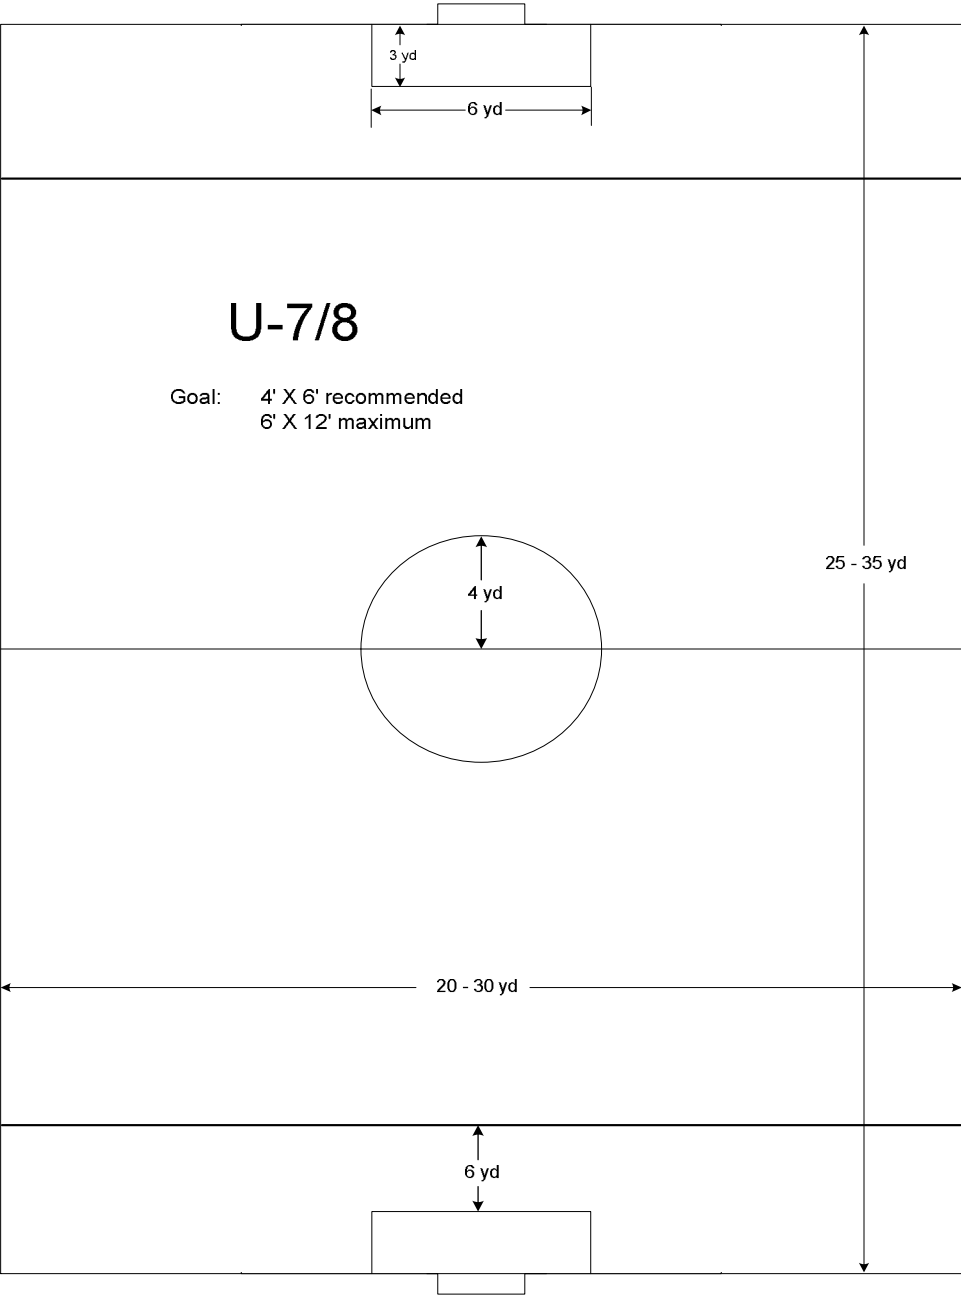 3 yd
6 yd
U-7/8
Goal: 4' X 6' recommended
6' X 12' maximum
25 - 35 yd
4 yd
20 - 30 yd
6 yd